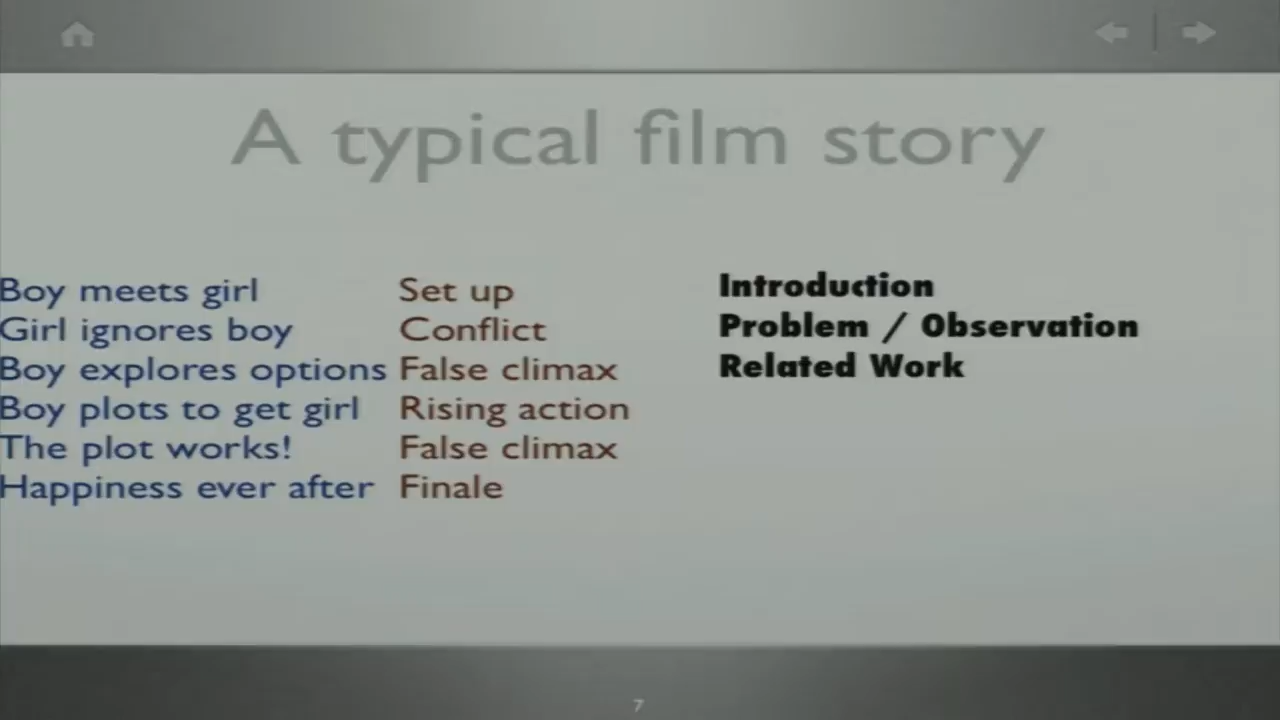 A typical film story
Boy meets girl Set up Introduction
Girl ignores boy Conflict Problem / Observation
Boy explores options False climax Related Work
Boy plots to get girl Rising action
The plot works! False climax
Happiness ever after Finale
7